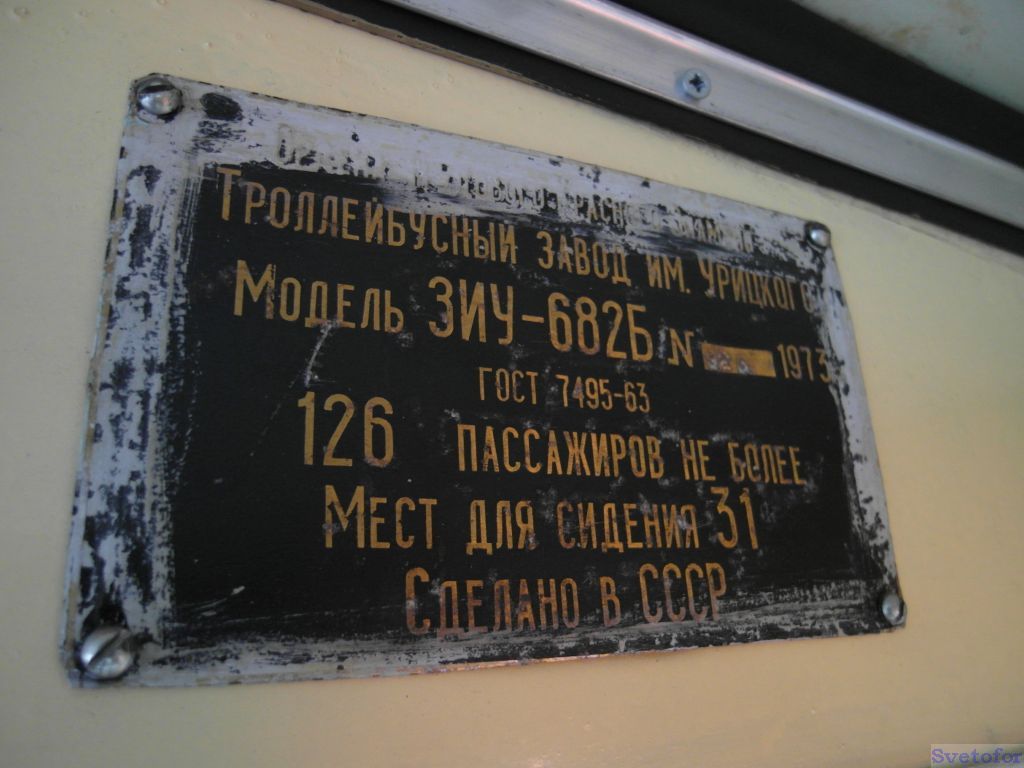 Троллейбусный завод им. Урицкого
Модель ЗИУ-682Б № 1973
ГОСТ 7495-63
126 пассажиров не более
Мест для сидения 31
Сделано в СССР
Svetofor